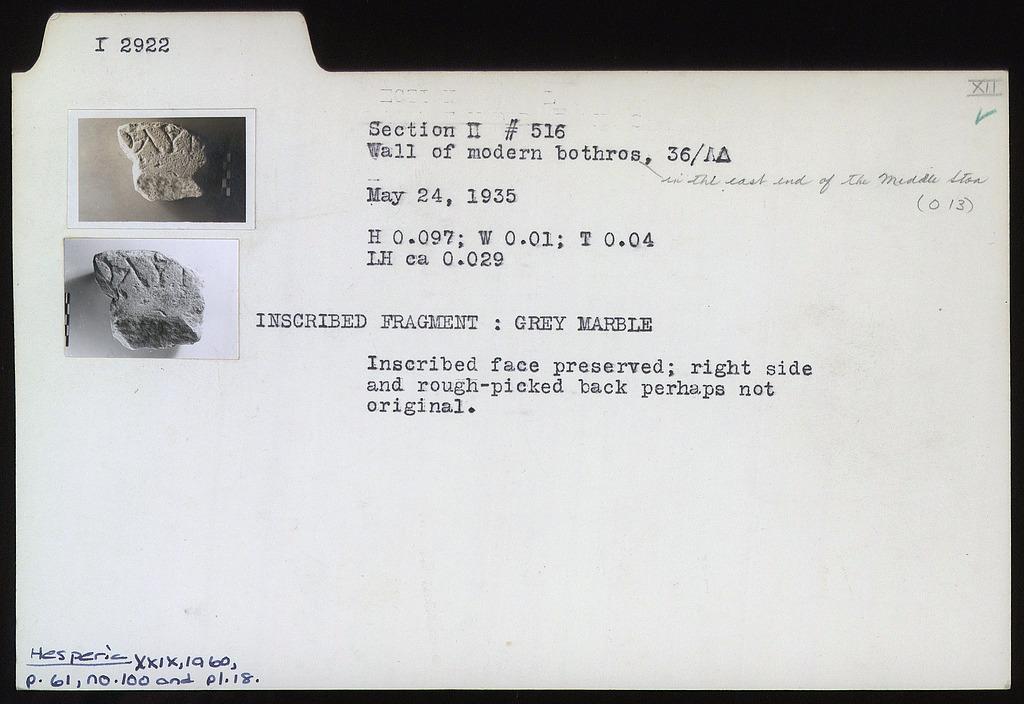 I 2922
XII
Section Π # 516
Wall of modern bothros, 36/ΛΔ
in the east end of the Middle Stoa
(O 13)
May 24, 1935
H 0.097; W 0.01; T 0.04
LH ca 0.029
INSCRIBED FRAGMENT : GREY MARBLE
Inscribed face preserved; right side
and rough-picked back perhaps not
original.
Hesperia XXIX, 1960,
p. 61, no. 100 and pl. 18.